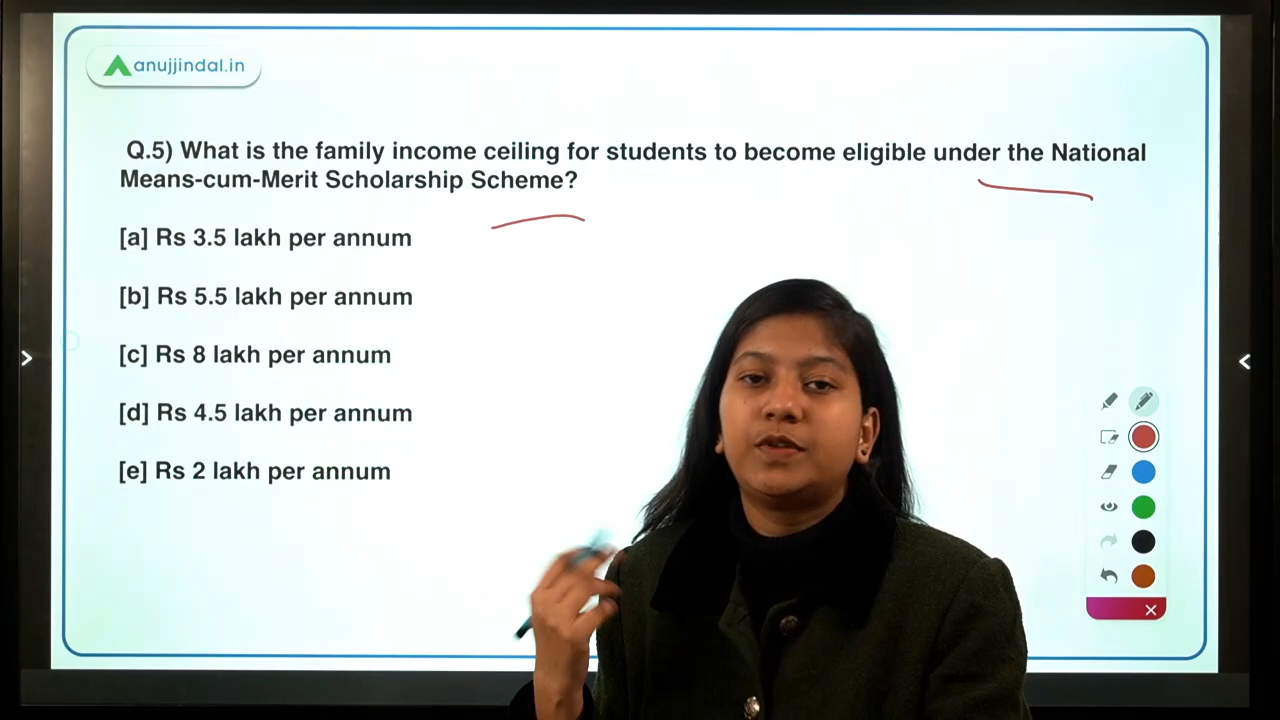 anujjindal.in
Q.5) What is the family income ceiling for students to become eligible under the National
Means-cum-Merit Scholarship Scheme?
[a] Rs 3.5 lakh per annum
[b] Rs 5.5 lakh per annum
[c] Rs 8 lakh per annum
[d] Rs 4.5 lakh per annum
[e] Rs 2 lakh per annum